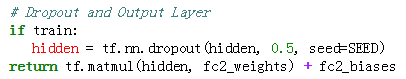 # Dropout and Output Layer
if train:
    hidden = tf.nn.dropout(hidden, 0.5, seed=SEED)
return tf.matmul(hidden, fc2_weights) + fc2_biases